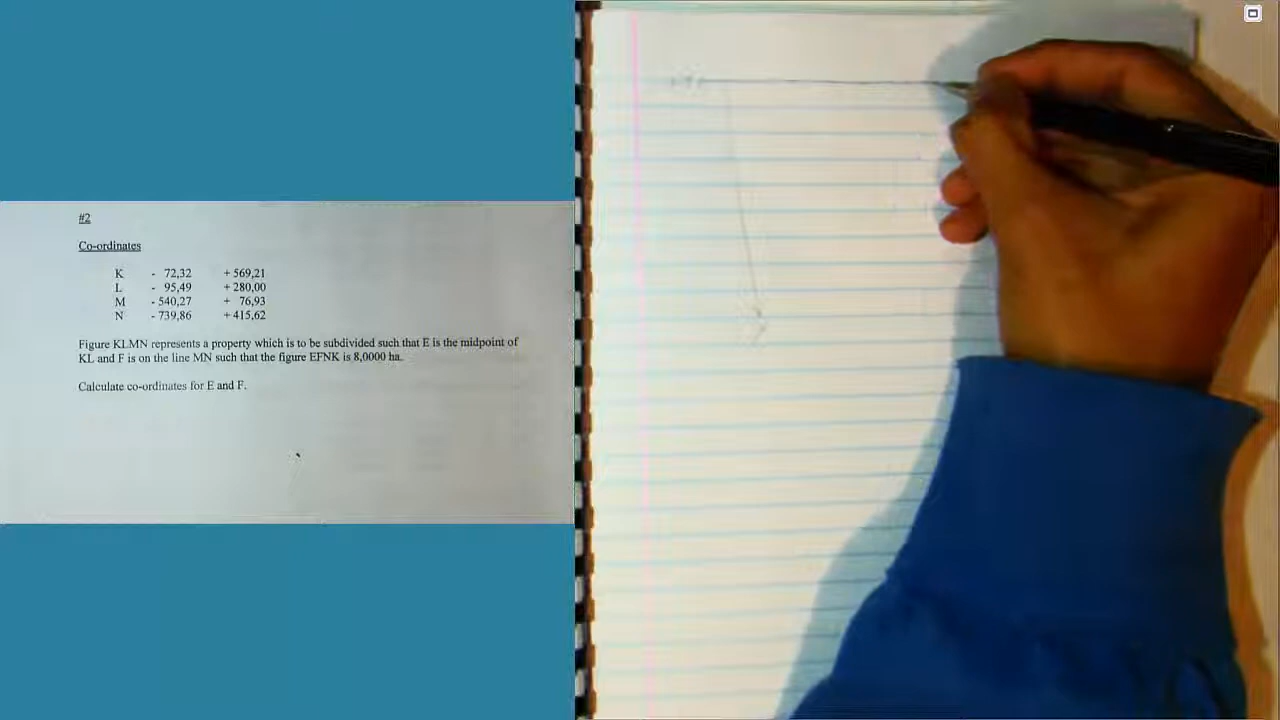 #2
Co-ordinates
K - 72,32 + 569,21
L - 95,49 + 280,00
M - 540,27 + 76,93
N - 739,86 + 415,62
Figure KLMN represents a property which is to be subdivided such that E is the midpoint of
KL and F is on the line MN such that the figure EFNK is 8,0000 ha.
Calculate co-ordinates for E and F.